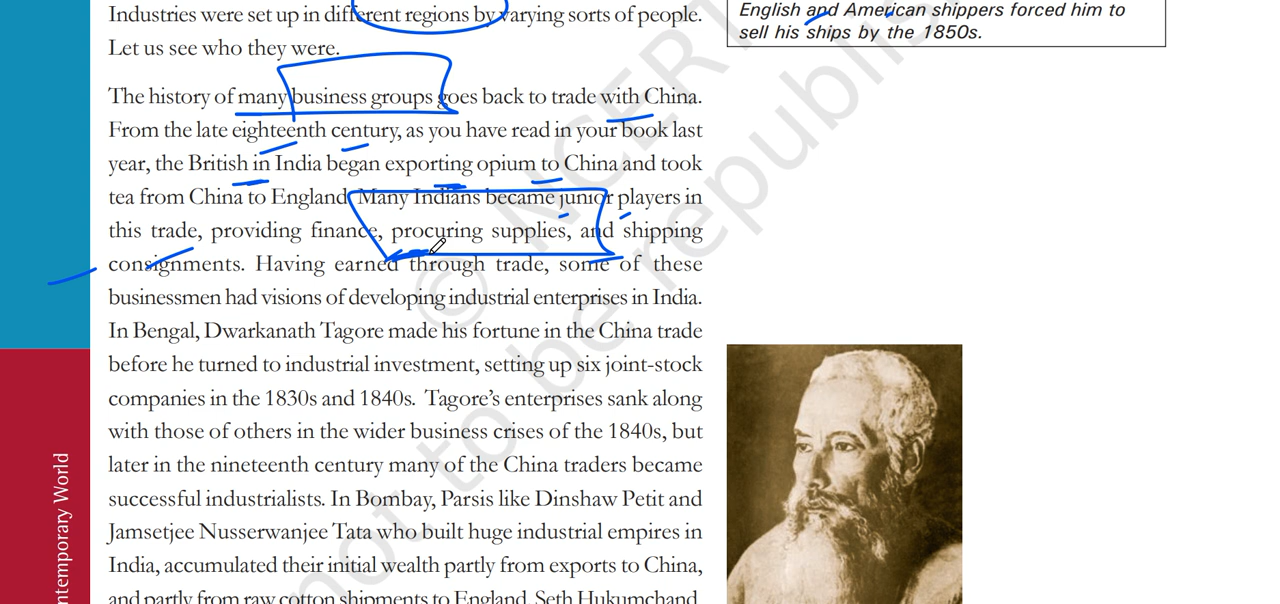 Industries were set up in different regions by varying sorts of people.
Let us see who they were.
The history of many business groups goes back to trade with China.
From the late eighteenth century, as you have read in your book last
year, the British in India began exporting opium to China and took
tea from China to England. Many Indians became junior players in
this trade, providing finance, procuring supplies, and shipping
consignments. Having earned through trade, some of these
businessmen had visions of developing industrial enterprises in India.
In Bengal, Dwarkanath Tagore made his fortune in the China trade
before he turned to industrial investment, setting up six joint-stock
companies in the 1830s and 1840s. Tagore's enterprises sank along
with those of others in the wider business crises of the 1840s, but
later in the nineteenth century many of the China traders became
successful industrialists. In Bombay, Parsis like Dinshaw Petit and
Jamsetjee Nusserwanjee Tata who built huge industrial empires in
India, accumulated their initial wealth partly from exports to China,
and partly from raw cotton shipments to England. Seth Hukumchand,
English and American shippers forced him to
sell his ships by the 1850s.
© NCERT
not to be republis
ntemporary World